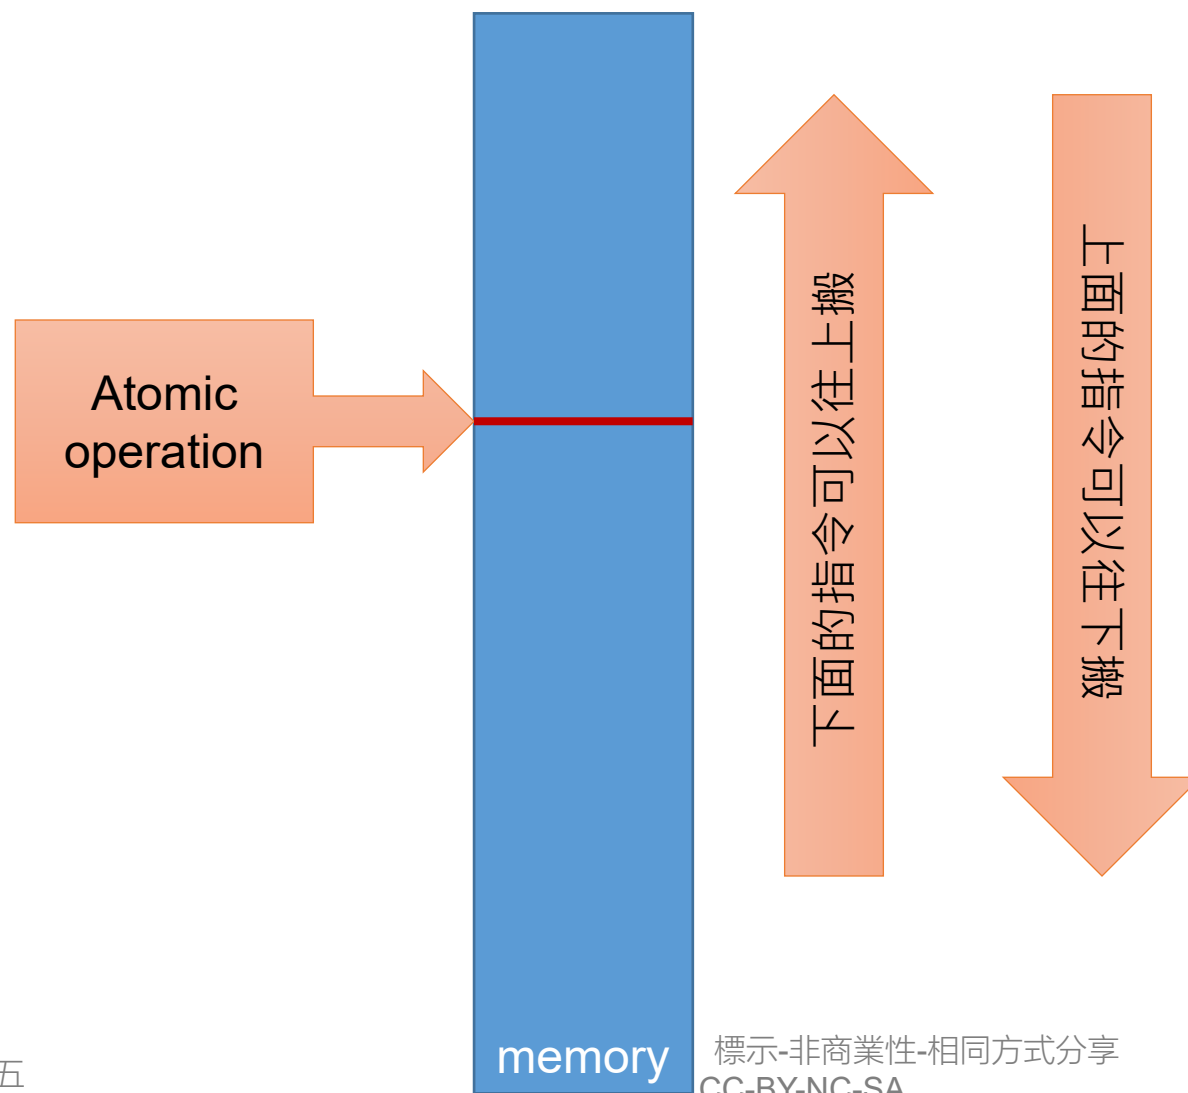 Atomic
operation
下面的指令可以往上搬
上面的指令可以往下搬
memory
標示-非商業性-相同方式分享
CC-BY-NC-SA
五